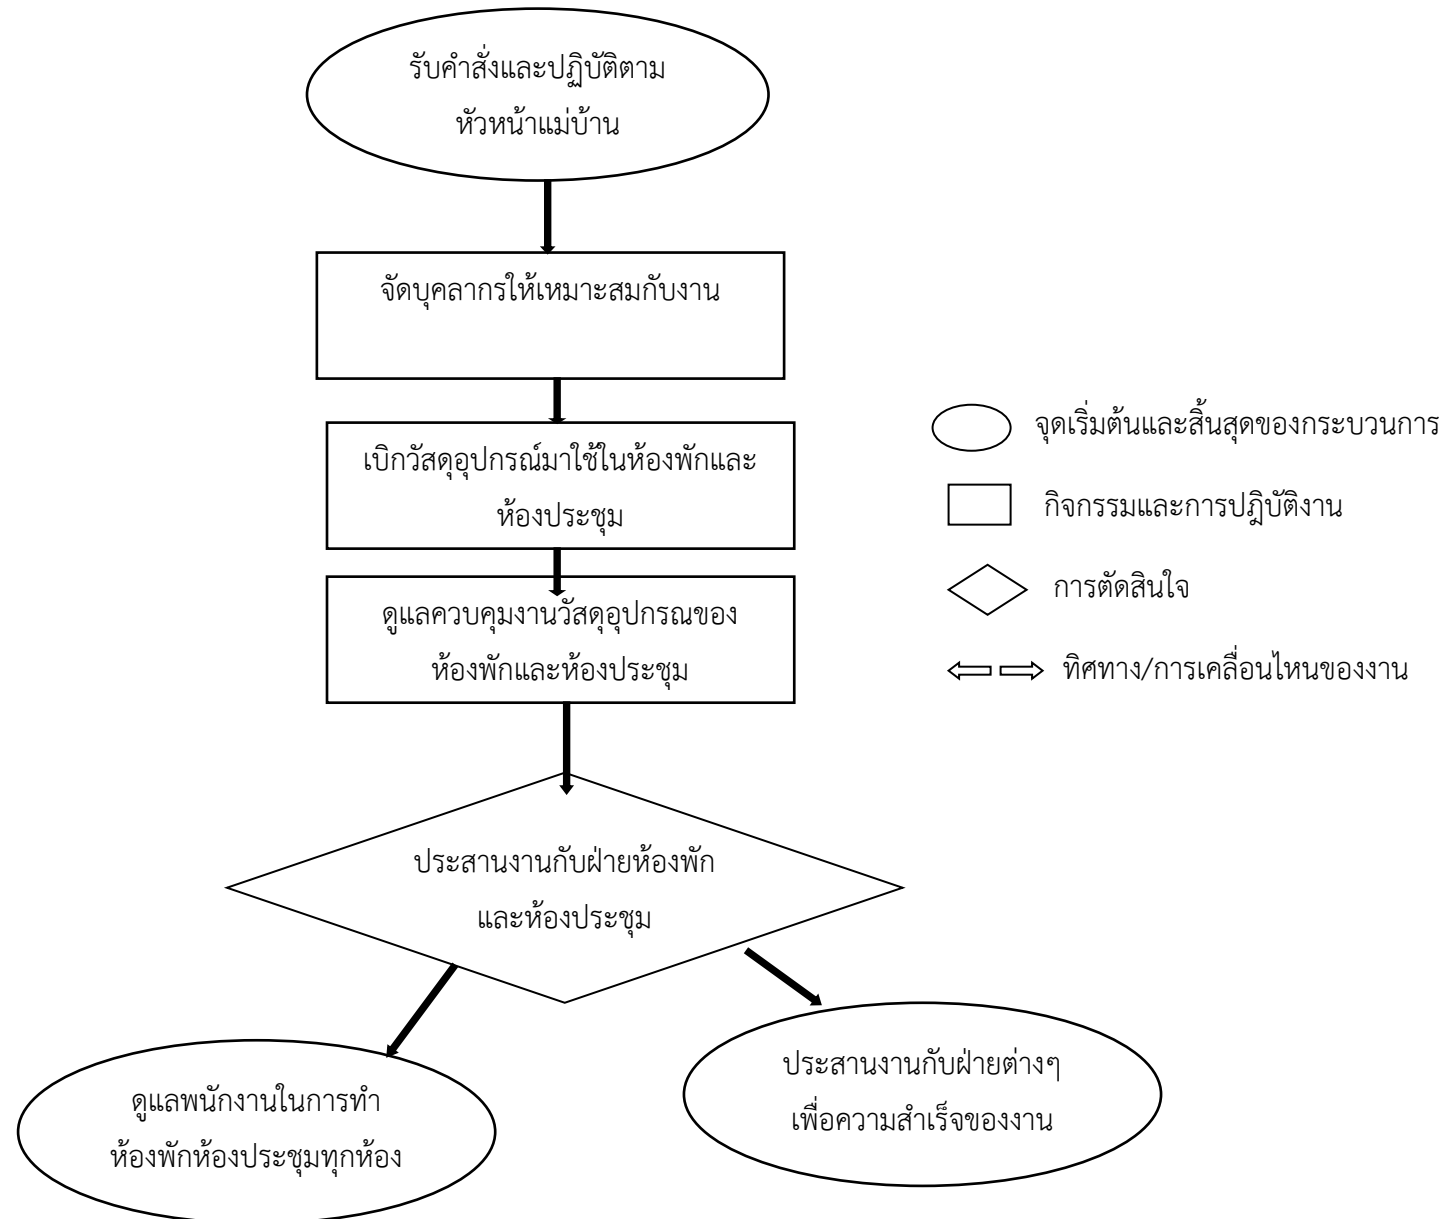 รับคำสั่งและปฏิบัติตาม
หัวหน้าแม่บ้าน
จัดบุคลากรให้เหมาะสมกับงาน
เบิกวัสดุอุปกรณ์มาใช้ในห้องพักและ
ห้องประชุม
ดูแลควบคุมงานวัสดุอุปกรณของ
ห้องพักและห้องประชุม
ประสานงานกับฝ่ายห้องพัก
และห้องประชุม
ดูแลพนักงานในการทำ
ห้องพักห้องประชุมทุกห้อง
ประสานงานกับฝ่ายต่างๆ
เพื่อความสำเร็จของงาน
จุดเริ่มต้นและสิ้นสุดของกระบวนการ
กิจกรรมและการปฎิบัติงาน
การตัดสินใจ
ทิศทาง/การเคลื่อนไหนของงาน